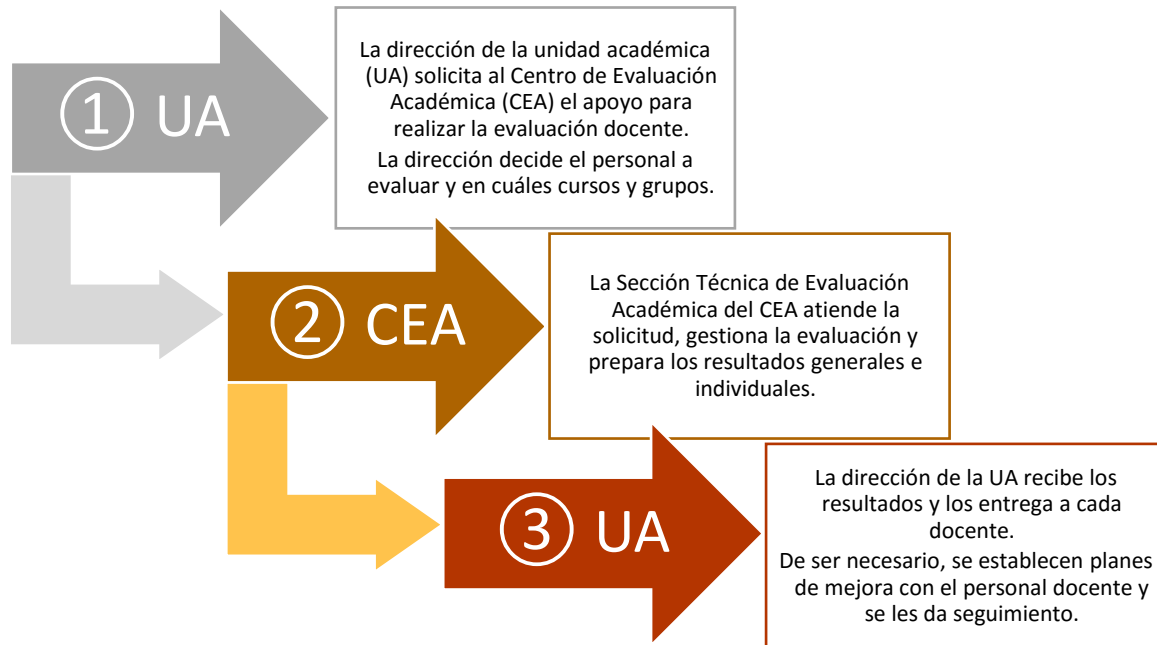 ① UA
La dirección de la unidad académica
(UA) solicita al Centro de Evaluación
Académica (CEA) el apoyo para
realizar la evaluación docente.
La dirección decide el personal a
evaluar y en cuáles cursos y grupos.
② CEA
La Sección Técnica de Evaluación
Académica del CEA atiende la
solicitud, gestiona la evaluación y
prepara los resultados generales e
individuales.
③ UA
La dirección de la UA recibe los
resultados y los entrega a cada
docente.
De ser necesario, se establecen planes
de mejora con el personal docente y
se les da seguimiento.